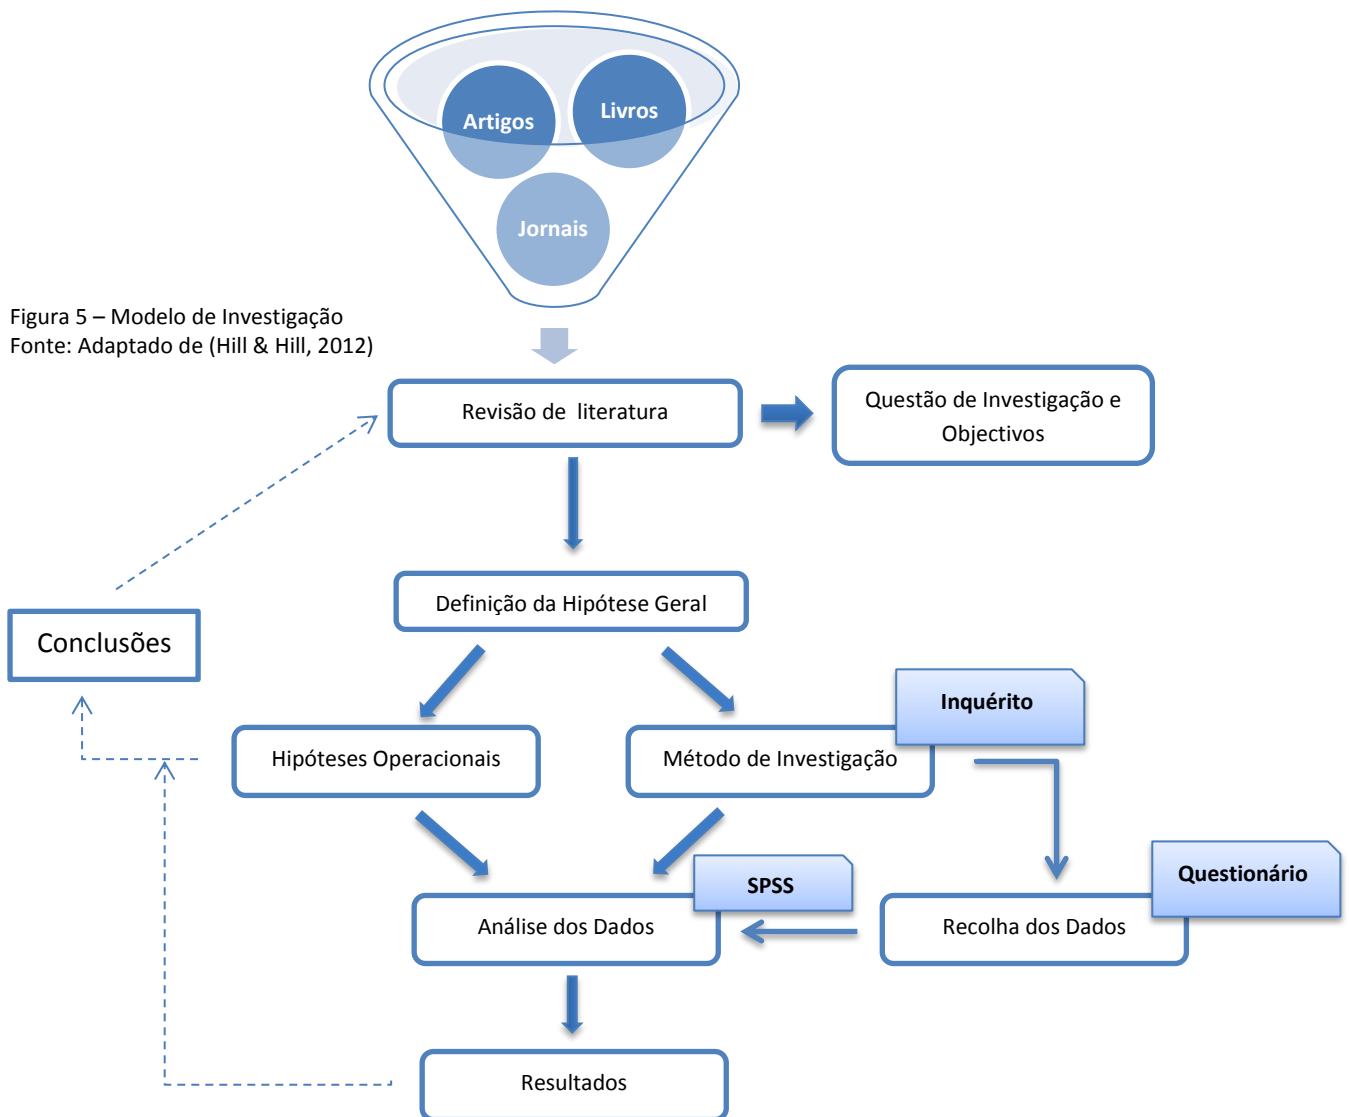 Artigos
Livros
Jornais
Figura 5 – Modelo de Investigação
Fonte: Adaptado de (Hill & Hill, 2012)
Revisão de literatura
Questão de Investigação e
Objectivos
Definição da Hipótese Geral
Conclusões
Inquérito
Hipóteses Operacionais
Método de Investigação
SPSS
Questionário
Análise dos Dados
Recolha dos Dados
Resultados